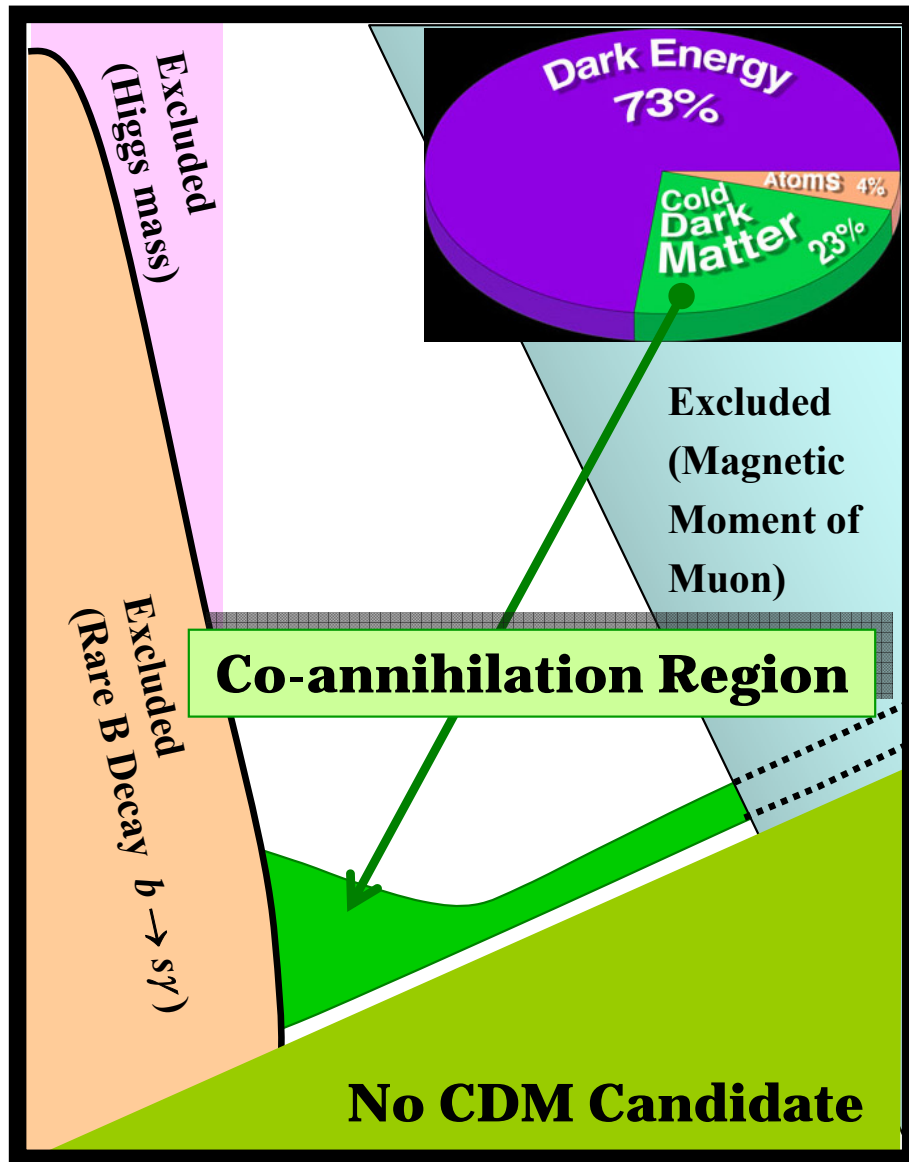 Excluded
(Higgs mass)
Dark Energy
73%
Atoms 4%
Cold
Dark
Matter
23%
Excluded
(Magnetic
Moment of
Muon)
Excluded
(Rare B Decay b → sγ)
Co-annihilation Region
No CDM Candidate